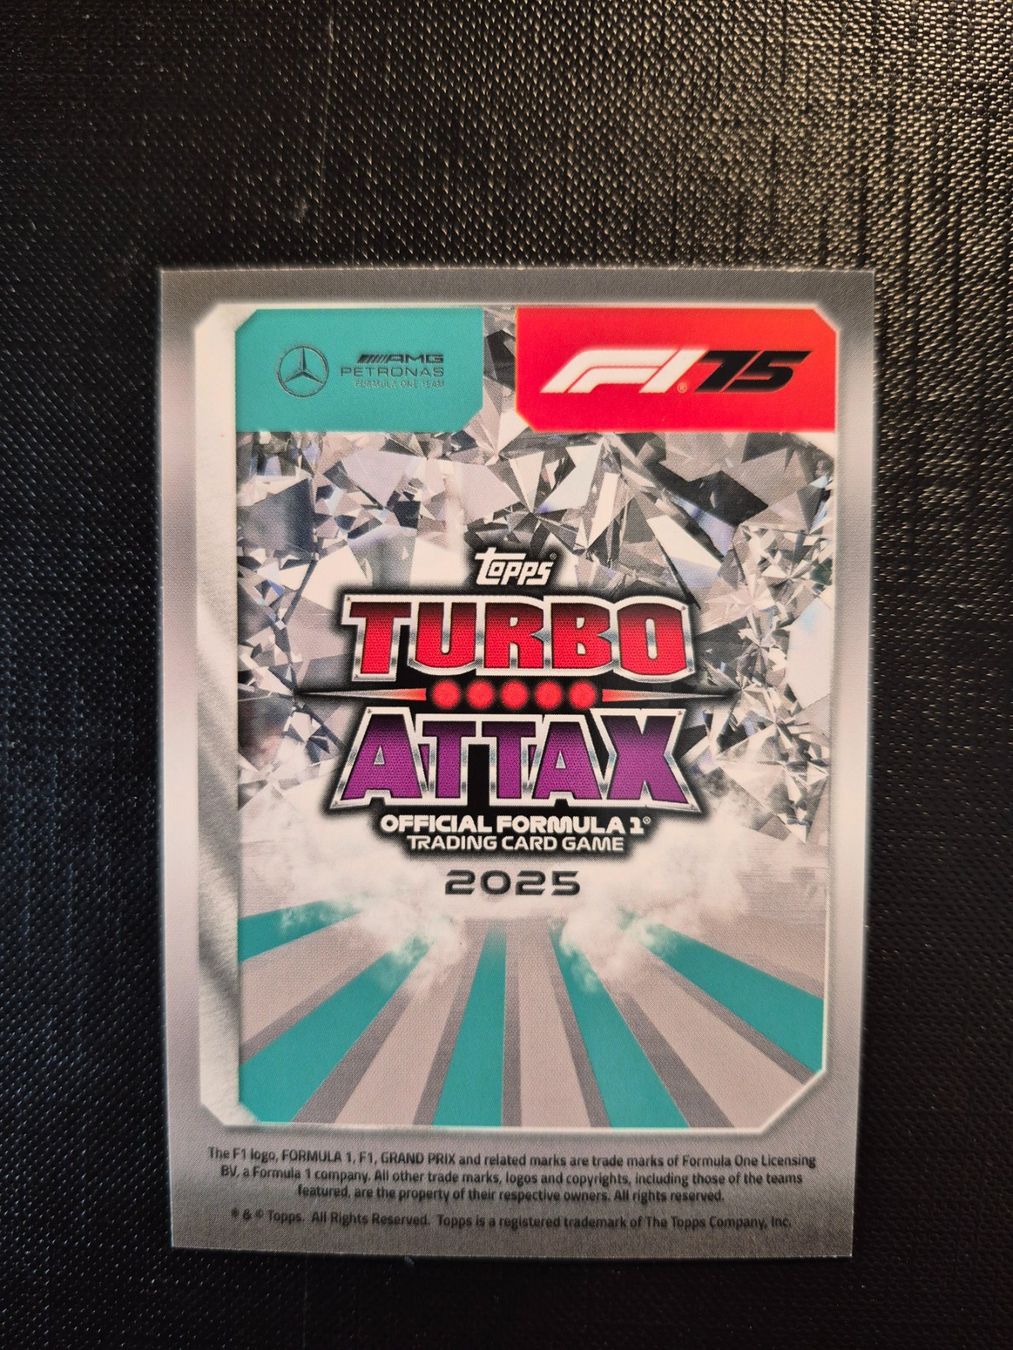 AMG
PETRONAS
FORMULA ONE TEAM
F1® 75
Topps®
TURBO
ATTAX
OFFICIAL FORMULA 1®
TRADING CARD GAME
2025
The F1 logo, FORMULA 1, F1, GRAND PRIX and related marks are trade marks of Formula One Licensing
BV, a Formula 1 company. All other trade marks, logos and copyrights, including those of the teams
featured, are the property of their respective owners. All rights reserved.
® & © Topps. All Rights Reserved. Topps is a registered trademark of The Topps Company, Inc.